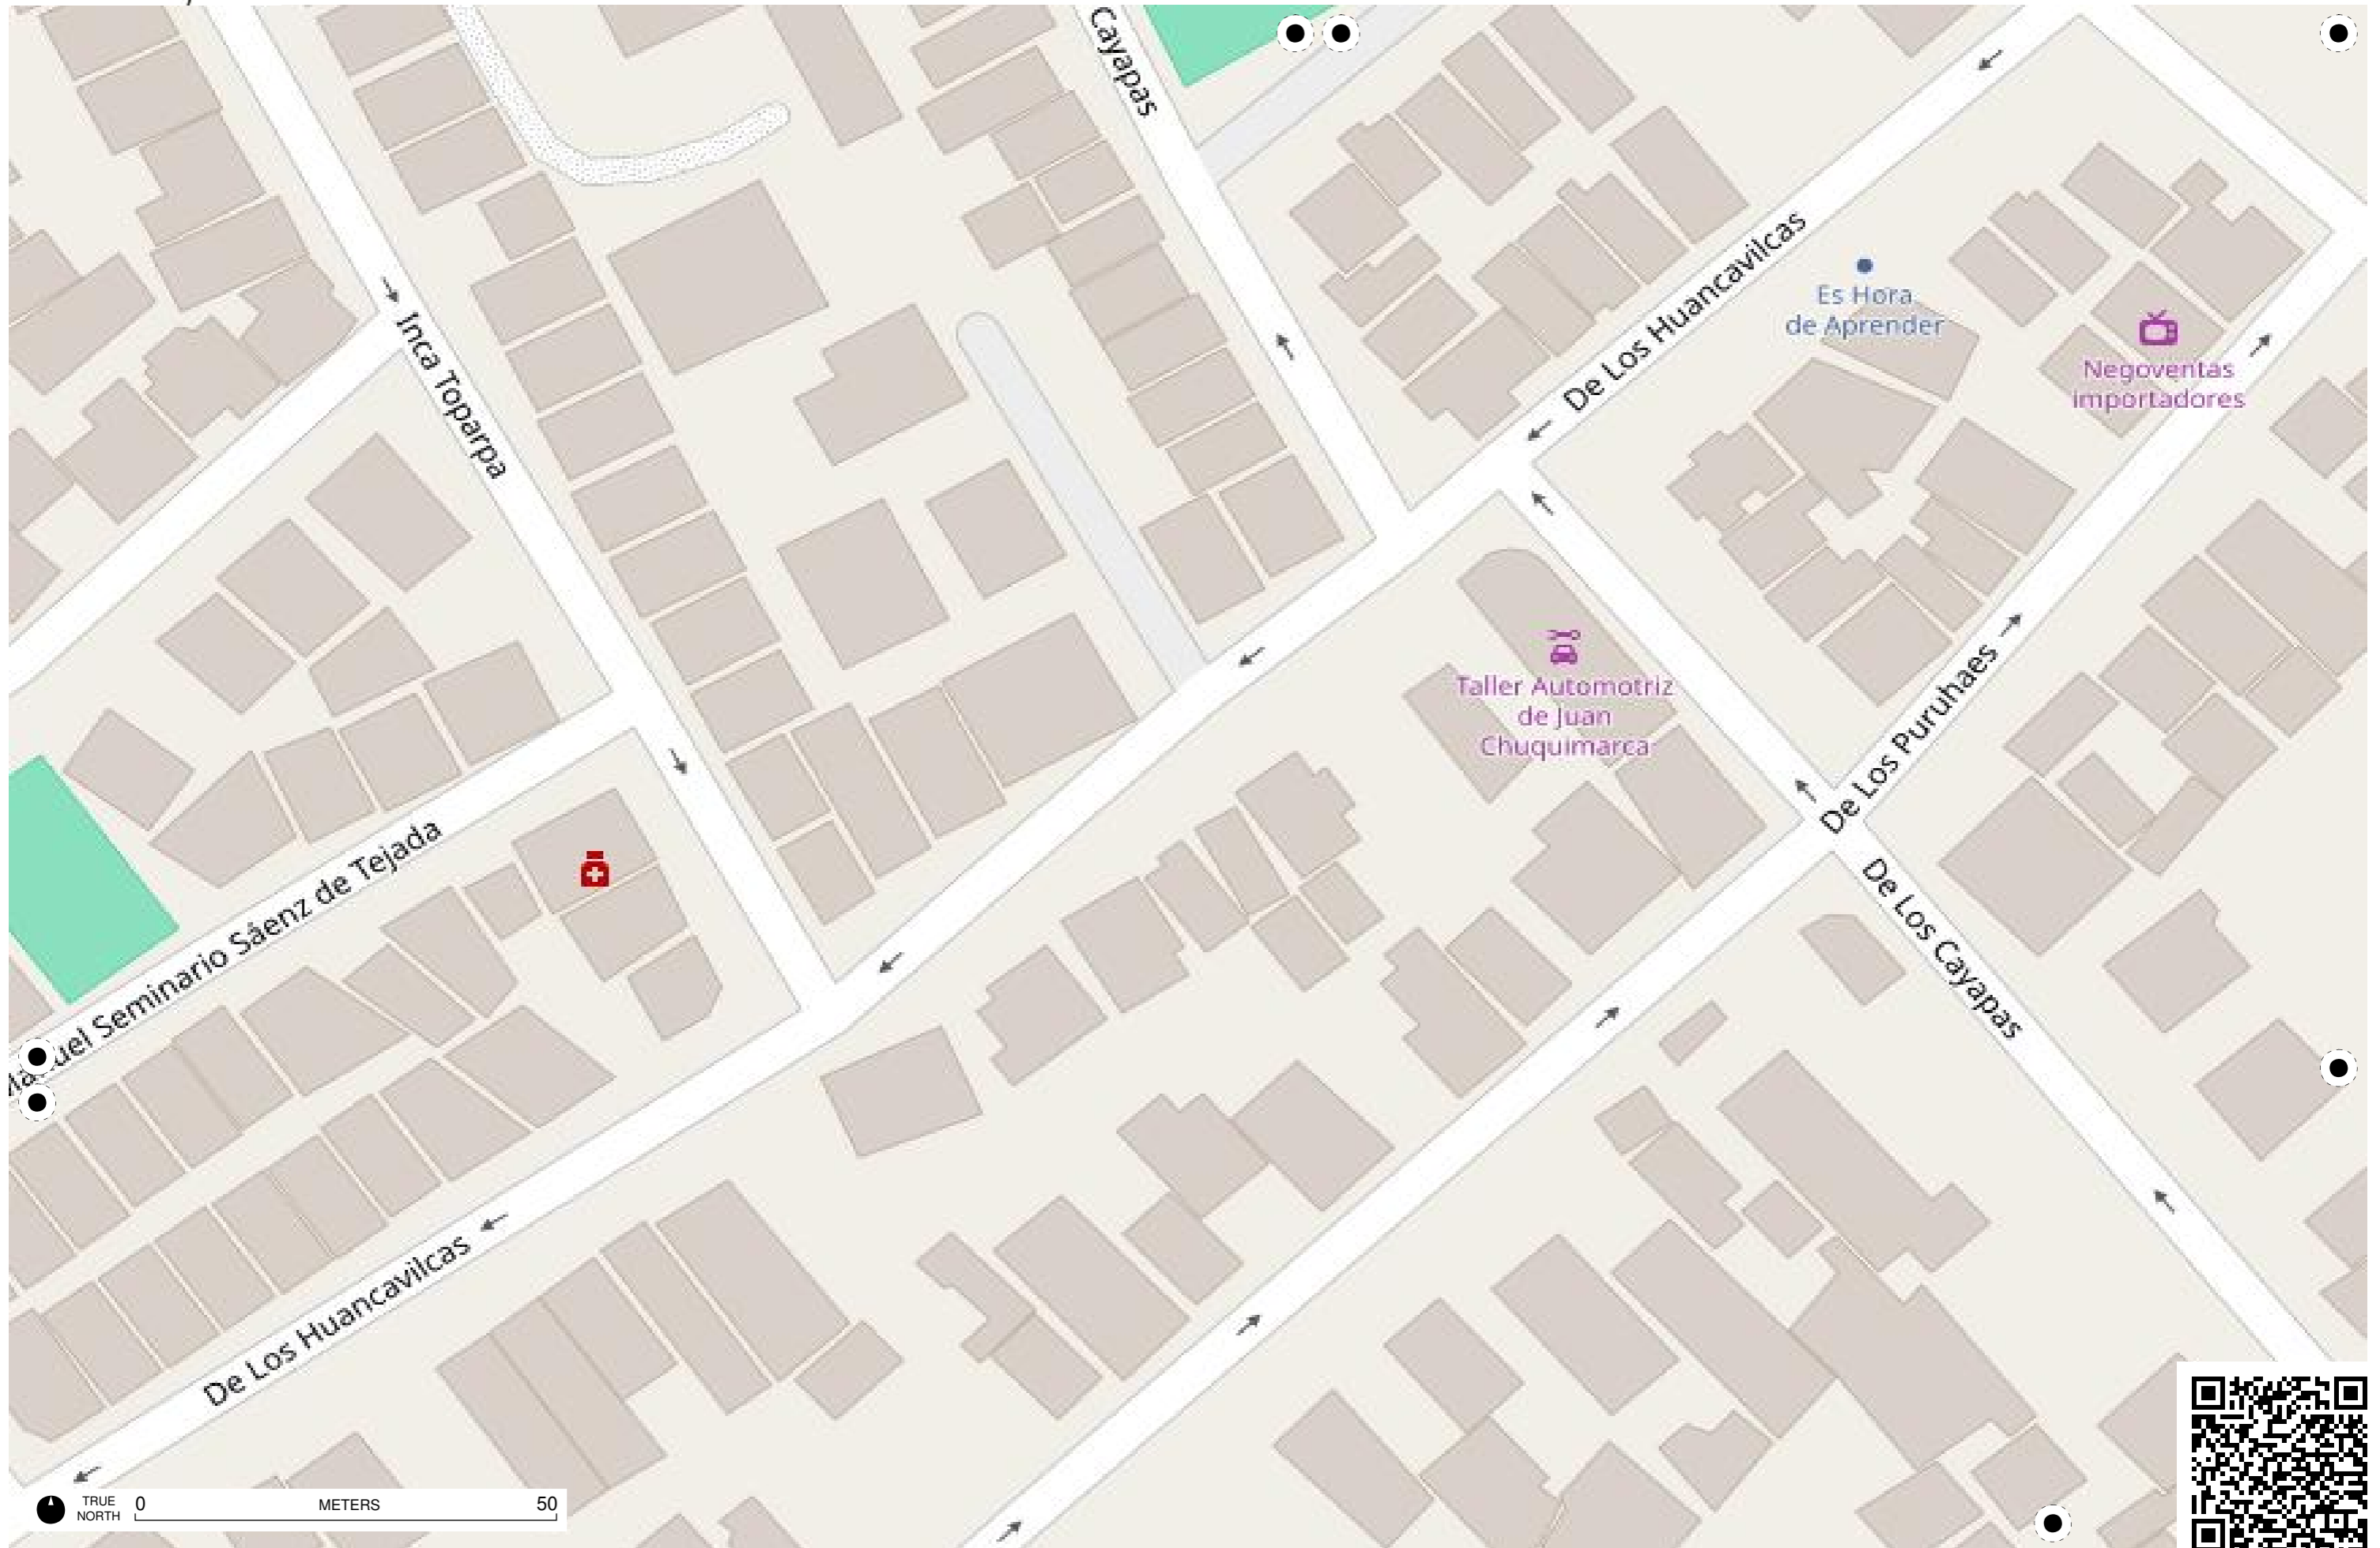 Cayapas
De Los Huancavilcas
Es Hora
de Aprender
Negoventas
importadores
Inca Toparpa
Taller Automotriz
de Juan
Chuquimarca
De Los Puruhaes
Seminario Sáenz de Tejada
De Los Cayapas
De Los Huancavilcas
TRUE
NORTH
0 METERS 50